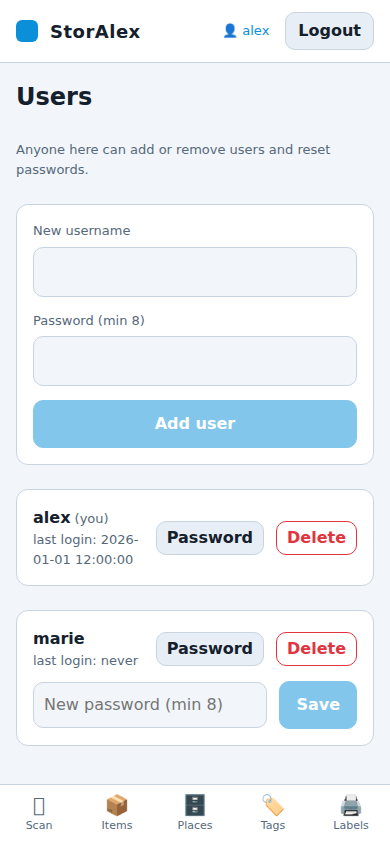 StorAlex
👤 alex
Logout
Users
Anyone here can add or remove users and reset
passwords.
New username
Password (min 8)
Add user
alex (you)
last login: 2026-
01-01 12:00:00
Password
Delete
marie
last login: never
Password
Delete
New password (min 8)
Save
Scan
Items
Places
Tags
Labels